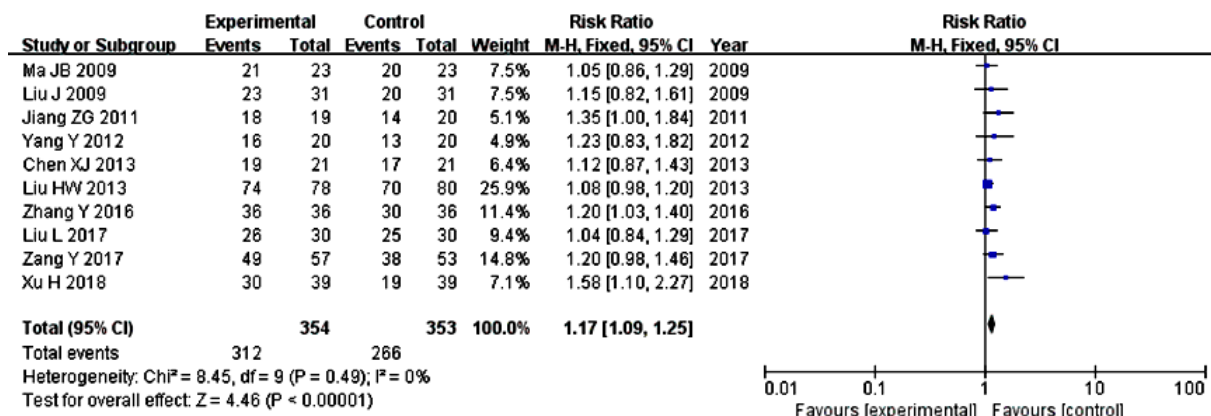 Experimental Control Risk Ratio Risk Ratio
Study or Subgroup Events Total Events Total Weight M-H, Fixed, 95% CI Year M-H, Fixed, 95% CI
Ma JB 2009 21 23 20 23 7.5% 1.05 [0.86, 1.29] 2009
Liu J 2009 23 31 20 31 7.5% 1.15 [0.82, 1.61] 2009
Jiang ZG 2011 18 19 14 20 5.1% 1.35 [1.00, 1.84] 2011
Yang Y 2012 16 20 13 20 4.9% 1.23 [0.83, 1.82] 2012
Chen XJ 2013 19 21 17 21 6.4% 1.12 [0.87, 1.43] 2013
Liu HW 2013 74 78 70 80 25.9% 1.08 [0.98, 1.20] 2013
Zhang Y 2016 36 36 30 36 11.4% 1.20 [1.03, 1.40] 2016
Liu L 2017 26 30 25 30 9.4% 1.04 [0.84, 1.29] 2017
Zang Y 2017 49 57 38 53 14.8% 1.20 [0.98, 1.46] 2017
Xu H 2018 30 39 19 39 7.1% 1.58 [1.10, 2.27] 2018
Total (95% CI) 354 353 100.0% 1.17 [1.09, 1.25]
Total events 312 266
Heterogeneity: Chi² = 8.45, df = 9 (P = 0.49); I² = 0%
Test for overall effect: Z = 4.46 (P < 0.00001)
0.01 0.1 1 10 100
Favours [experimental] Favours [control]